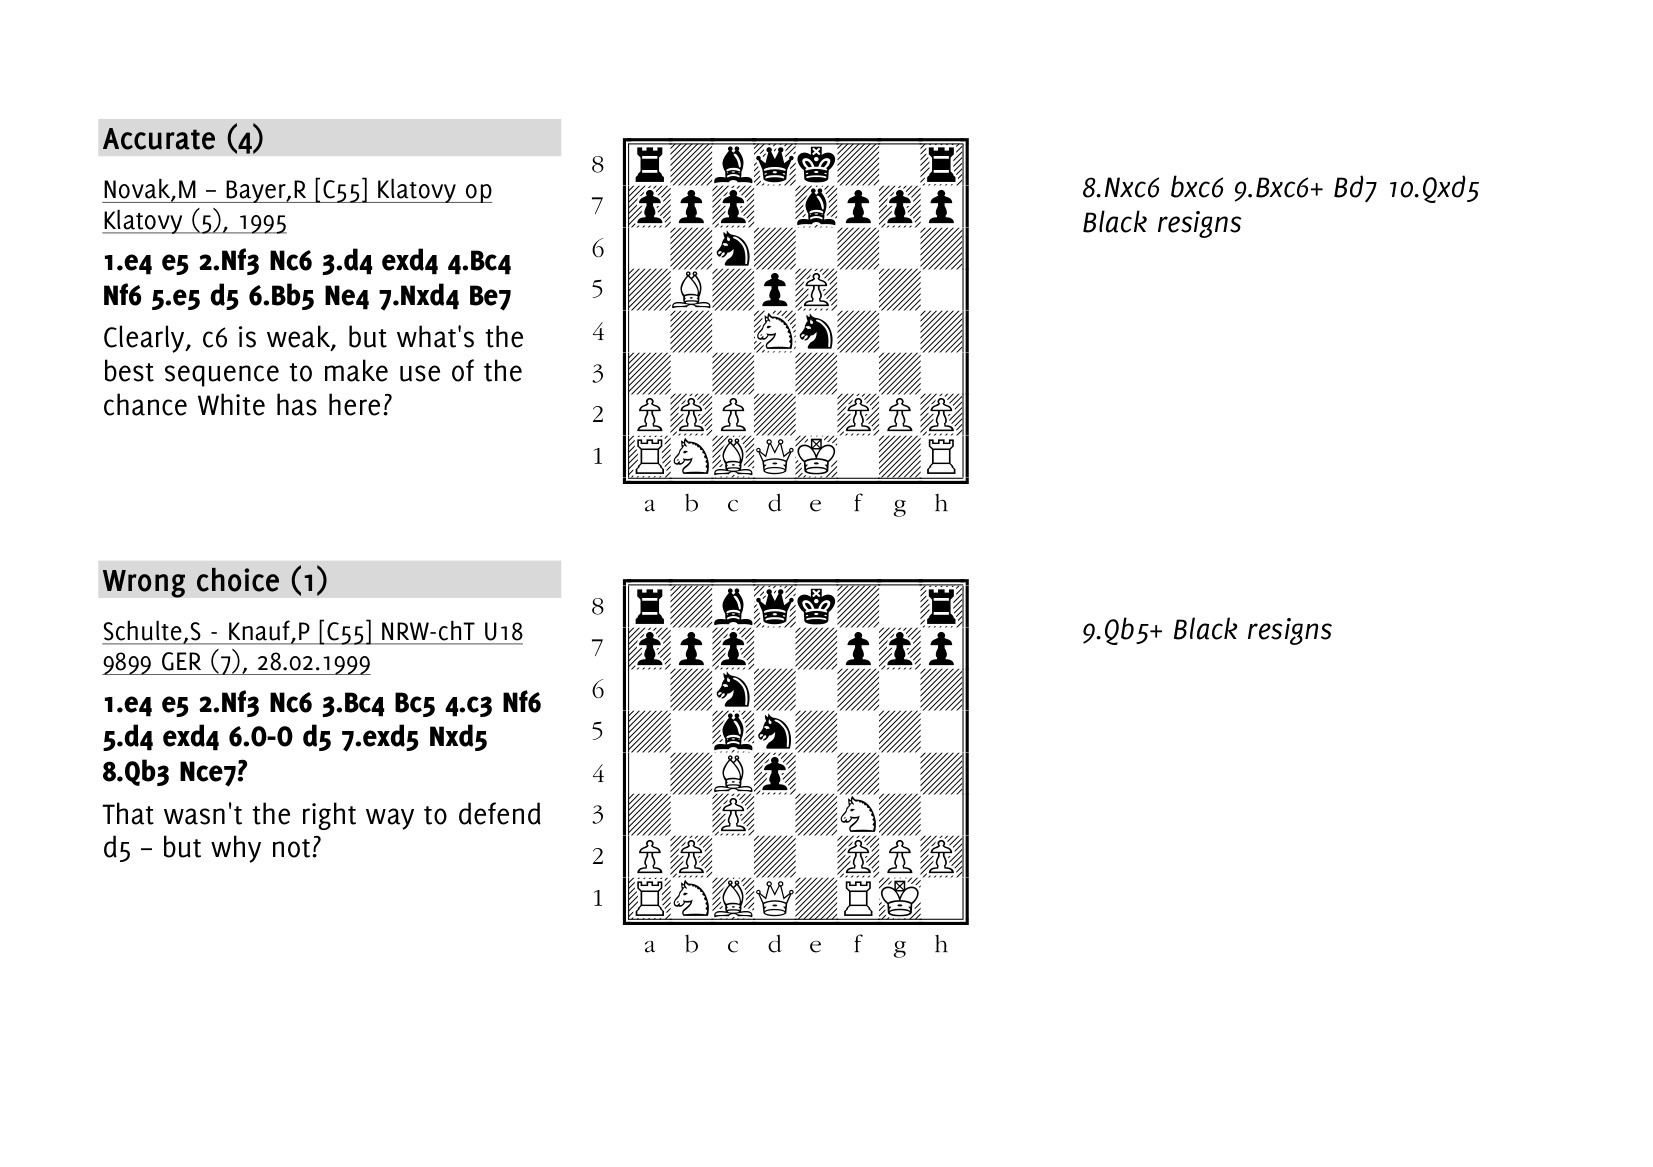 Accurate (4)
Novak,M – Bayer,R [C55] Klatovy op
Klatovy (5), 1995
1.e4 e5 2.Nf3 Nc6 3.d4 exd4 4.Bc4
Nf6 5.e5 d5 6.Bb5 Ne4 7.Nxd4 Be7
Clearly, c6 is weak, but what's the
best sequence to make use of the
chance White has here?
8
7
6
5
4
3
2
1
a b c d e f g h
8.Nxc6 bxc6 9.Bxc6+ Bd7 10.Qxd5
Black resigns
Wrong choice (1)
Schulte,S - Knauf,P [C55] NRW-chT U18
9899 GER (7), 28.02.1999
1.e4 e5 2.Nf3 Nc6 3.Bc4 Bc5 4.c3 Nf6
5.d4 exd4 6.0-0 d5 7.exd5 Nxd5
8.Qb3 Nce7?
That wasn't the right way to defend
d5 – but why not?
8
7
6
5
4
3
2
1
a b c d e f g h
9.Qb5+ Black resigns